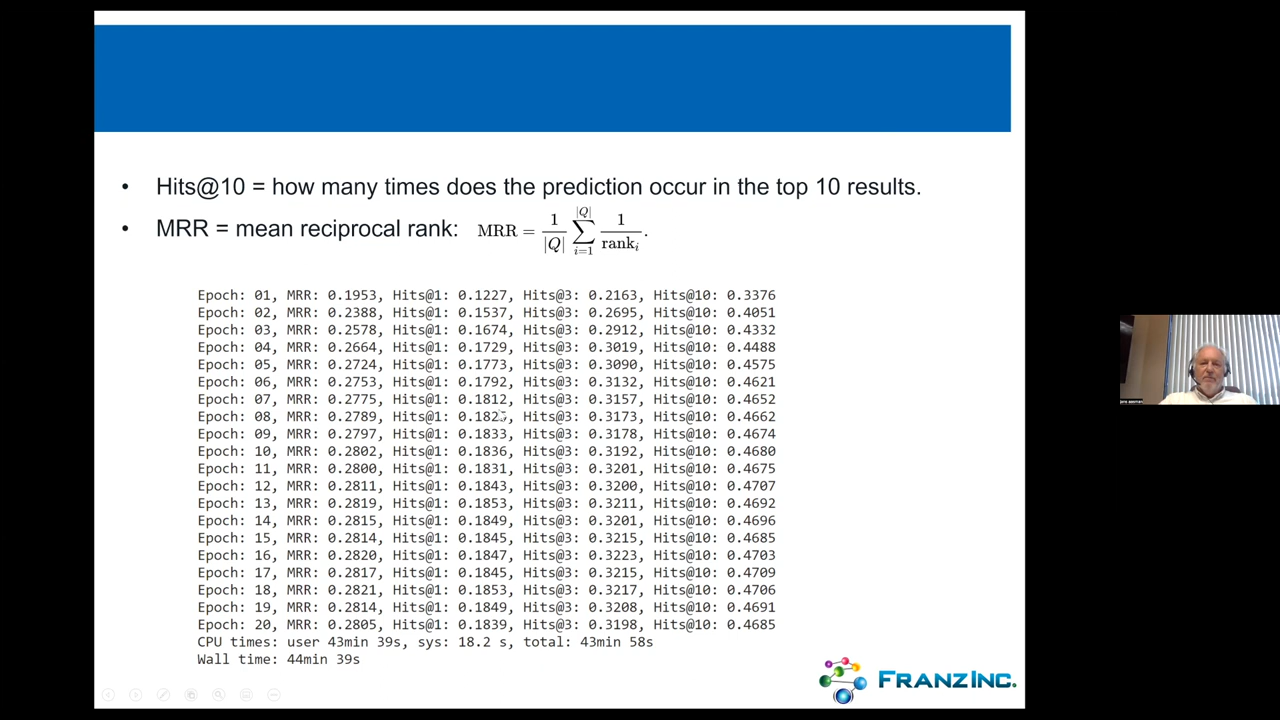 • Hits@10 = how many times does the prediction occur in the top 10 results.
• MRR = mean reciprocal rank: MRR = \frac{1}{|Q|} \sum_{i=1}^{|Q|} \frac{1}{rank_i}.
Epoch: 01, MRR: 0.1953, Hits@1: 0.1227, Hits@3: 0.2163, Hits@10: 0.3376
Epoch: 02, MRR: 0.2388, Hits@1: 0.1537, Hits@3: 0.2695, Hits@10: 0.4051
Epoch: 03, MRR: 0.2578, Hits@1: 0.1674, Hits@3: 0.2912, Hits@10: 0.4332
Epoch: 04, MRR: 0.2664, Hits@1: 0.1729, Hits@3: 0.3019, Hits@10: 0.4488
Epoch: 05, MRR: 0.2724, Hits@1: 0.1773, Hits@3: 0.3090, Hits@10: 0.4575
Epoch: 06, MRR: 0.2753, Hits@1: 0.1792, Hits@3: 0.3132, Hits@10: 0.4621
Epoch: 07, MRR: 0.2775, Hits@1: 0.1812, Hits@3: 0.3157, Hits@10: 0.4652
Epoch: 08, MRR: 0.2789, Hits@1: Hits@3: 0.3173, Hits@10: 0.4662
Epoch: 09, MRR: 0.2797, Hits@1: 0.1833, Hits@3: 0.3178, Hits@10: 0.4674
Epoch: 10, MRR: 0.2802, Hits@1: 0.1836, Hits@3: 0.3192, Hits@10: 0.4680
Epoch: 11, MRR: 0.2800, Hits@1: 0.1831, Hits@3: 0.3201, Hits@10: 0.4675
Epoch: 12, MRR: 0.2811, Hits@1: 0.1843, Hits@3: 0.3200, Hits@10: 0.4707
Epoch: 13, MRR: 0.2819, Hits@1: 0.1853, Hits@3: 0.3211, Hits@10: 0.4692
Epoch: 14, MRR: 0.2815, Hits@1: 0.1849, Hits@3: 0.3201, Hits@10: 0.4696
Epoch: 15, MRR: 0.2814, Hits@1: 0.1845, Hits@3: 0.3215, Hits@10: 0.4685
Epoch: 16, MRR: 0.2820, Hits@1: 0.1847, Hits@3: 0.3223, Hits@10: 0.4703
Epoch: 17, MRR: 0.2817, Hits@1: 0.1845, Hits@3: 0.3215, Hits@10: 0.4709
Epoch: 18, MRR: 0.2821, Hits@1: 0.1853, Hits@3: 0.3217, Hits@10: 0.4706
Epoch: 19, MRR: 0.2814, Hits@1: 0.1849, Hits@3: 0.3208, Hits@10: 0.4691
Epoch: 20, MRR: 0.2805, Hits@1: 0.1839, Hits@3: 0.3198, Hits@10: 0.4685
CPU times: user 43min 39s, sys: 18.2 s, total: 43min 58s
Wall time: 44min 39s
FRANZ INC.